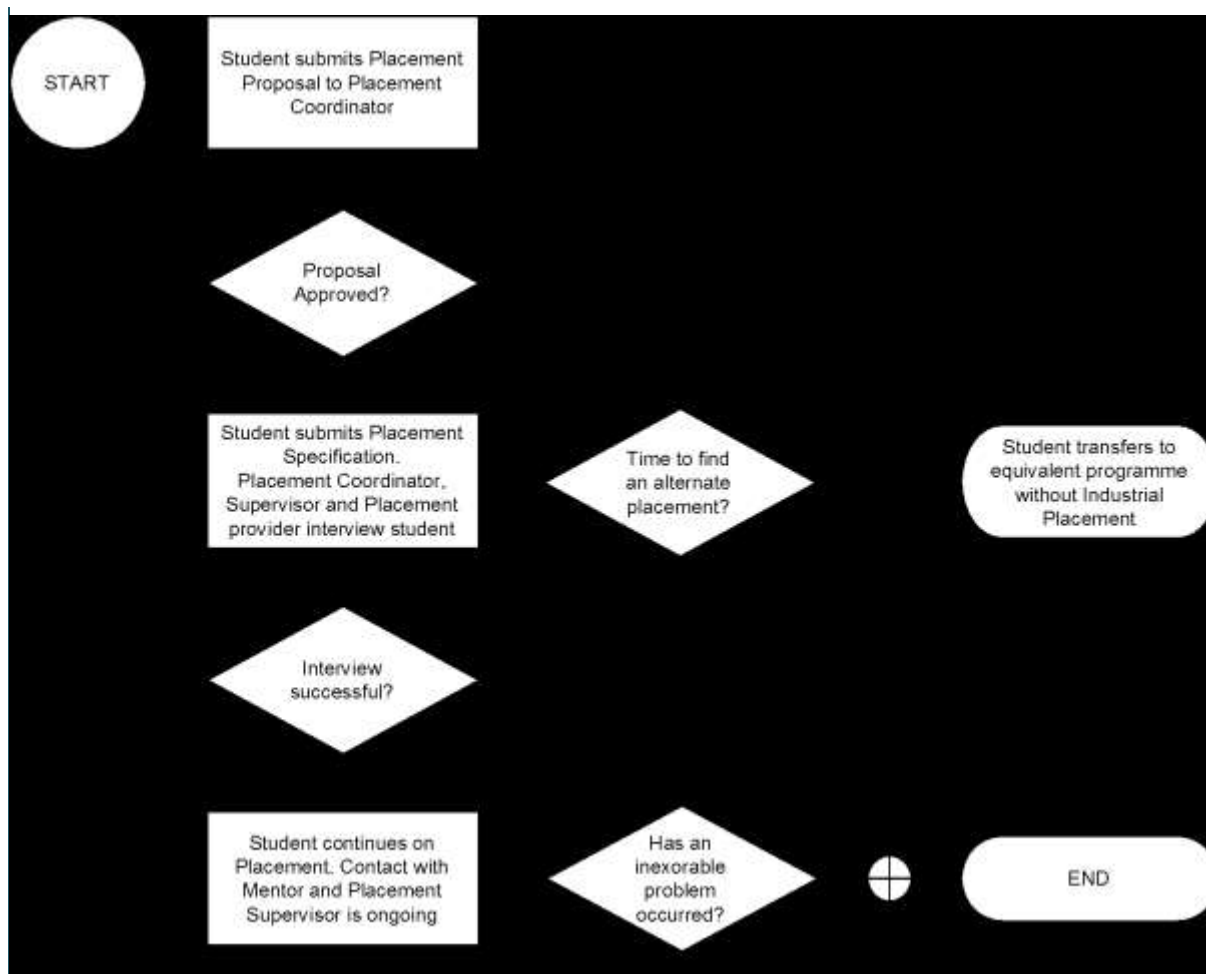 START
Student submits Placement
Proposal to Placement
Coordinator
Proposal
Approved?
Student submits Placement
Specification.
Placement Coordinator,
Supervisor and Placement
provider interview student
Time to find
an alternate
placement?
Student transfers to
equivalent programme
without Industrial
Placement
Interview
successful?
Student continues on
Placement. Contact with
Mentor and Placement
Supervisor is ongoing
Has an
inexorable
problem
occurred?
END